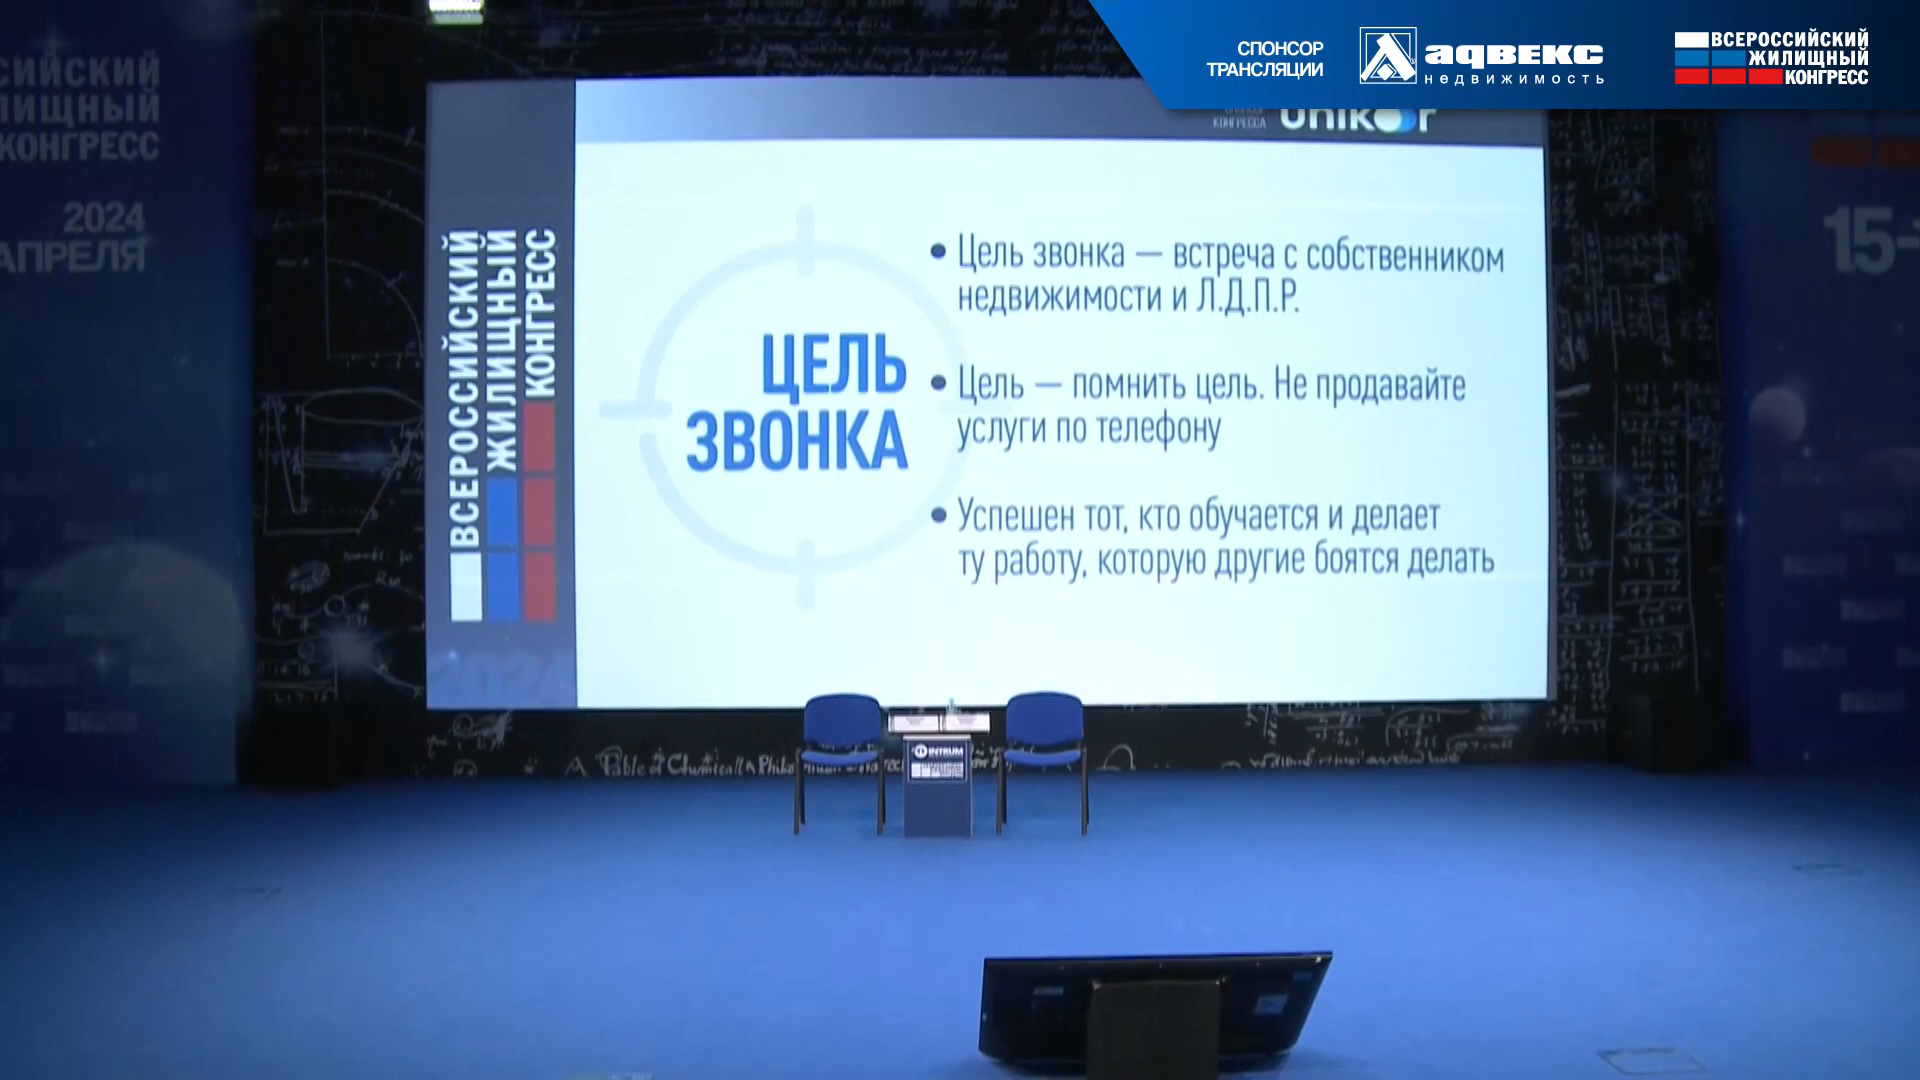 СПОНСОР
ТРАНСЛЯЦИИ
адвекс
недвижимость
ВСЕРОССИЙСКИЙ
ЖИЛИЩНЫЙ
КОНГРЕСС
ЖИЛИЩНЫЙ
КОНГРЕСС
2024
АПРЕЛЯ
15-
КОНГРЕССА
unikor
ВСЕРОССИЙСКИЙ
ЖИЛИЩНЫЙ
КОНГРЕСС
ЦЕЛЬ
ЗВОНКА
• Цель звонка — встреча с собственником
недвижимости и Л.Д.П.Р.
• Цель — помнить цель. Не продавайте
услуги по телефону
• Успешен тот, кто обучается и делает
ту работу, которую другие боятся делать
INTRUM